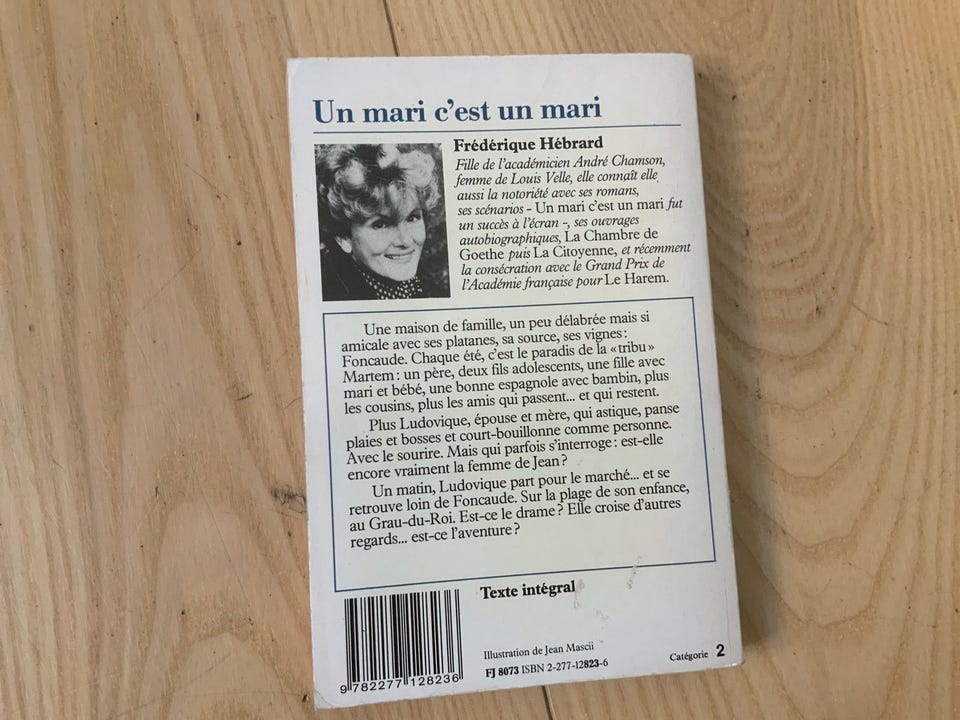 Un mari c'est un mari
Frédérique Hébrard
Fille de l'académicien André Chamson,
femme de Louis Velle, elle connaît elle
aussi la notoriété avec ses romans,
ses scénarios - Un mari c'est un mari fut
un succès à l'écran -, ses ouvrages
autobiographiques, La Chambre de
Goethe puis La Citoyenne, et récemment
la consécration avec le Grand Prix de
l'Académie française pour Le Harem.
Une maison de famille, un peu délabrée mais si
amicale avec ses platanes, sa source, ses vignes :
Foncaude. Chaque été, c'est le paradis de la «tribu»
Martem : un père, deux fils adolescents, une fille avec
mari et bébé, une bonne espagnole avec bambin, plus
les cousins, plus les amis qui passent... et qui restent.
Plus Ludovique, épouse et mère, qui astique, panse
plaies et bosses et court-bouillonne comme personne.
Avec le sourire. Mais qui parfois s'interroge : est-elle
encore vraiment la femme de Jean ?
Un matin, Ludovique part pour le marché... et se
retrouve loin de Foncaude. Sur la plage de son enfance,
au Grau-du-Roi. Est-ce le drame ? Elle croise d'autres
regards... est-ce l'aventure ?
Texte intégral
Illustration de Jean Mascii
FJ 8073 ISBN 2-277-12823-6
Catégorie 2
9 782277 128236